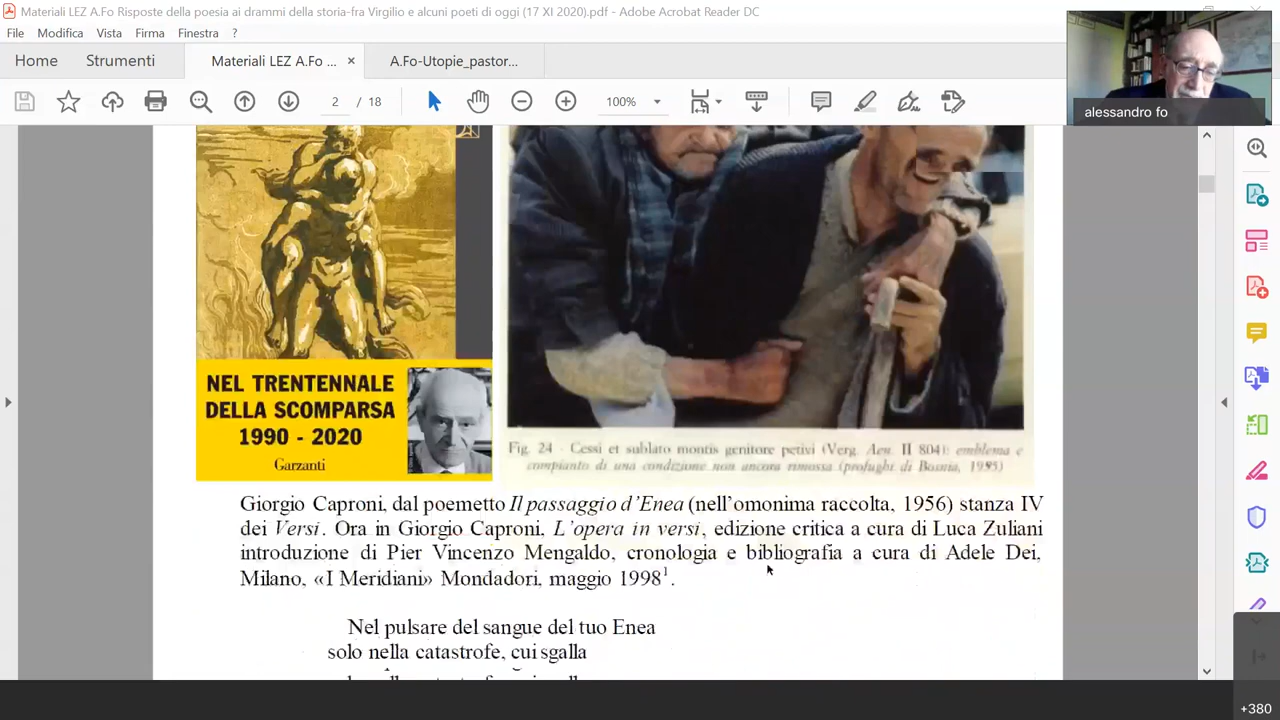 Materiali LEZ A.Fo Risposte della poesia ai drammi della storia-fra Virgilio e alcuni poeti di oggi (17 XI 2020).pdf - Adobe Acrobat Reader DC
File Modifica Vista Firma Finestra ?
Home Strumenti Materiali LEZ A.Fo ... × A.Fo-Utopie_pastor...
2 / 18 100%
alessandro fo
NEL TRENTENNALE
DELLA SCOMPARSA
1990 - 2020
Garzanti
Fig. 24 - Cessi et sublato montis genitore petivi (Verg. Aen. II 804): emblema e
compianto di una condizione non ancora rimossa (profughi di Bosnia, 1995)
Giorgio Caproni, dal poemetto Il passaggio d’Enea (nell’omonima raccolta, 1956) stanza IV
dei Versi. Ora in Giorgio Caproni, L’opera in versi, edizione critica a cura di Luca Zuliani
introduzione di Pier Vincenzo Mengaldo, cronologia e bibliografia a cura di Adele Dei,
Milano, «I Meridiani» Mondadori, maggio 1998¹.
Nel pulsare del sangue del tuo Enea
solo nella catastrofe, cui sgalla
+380